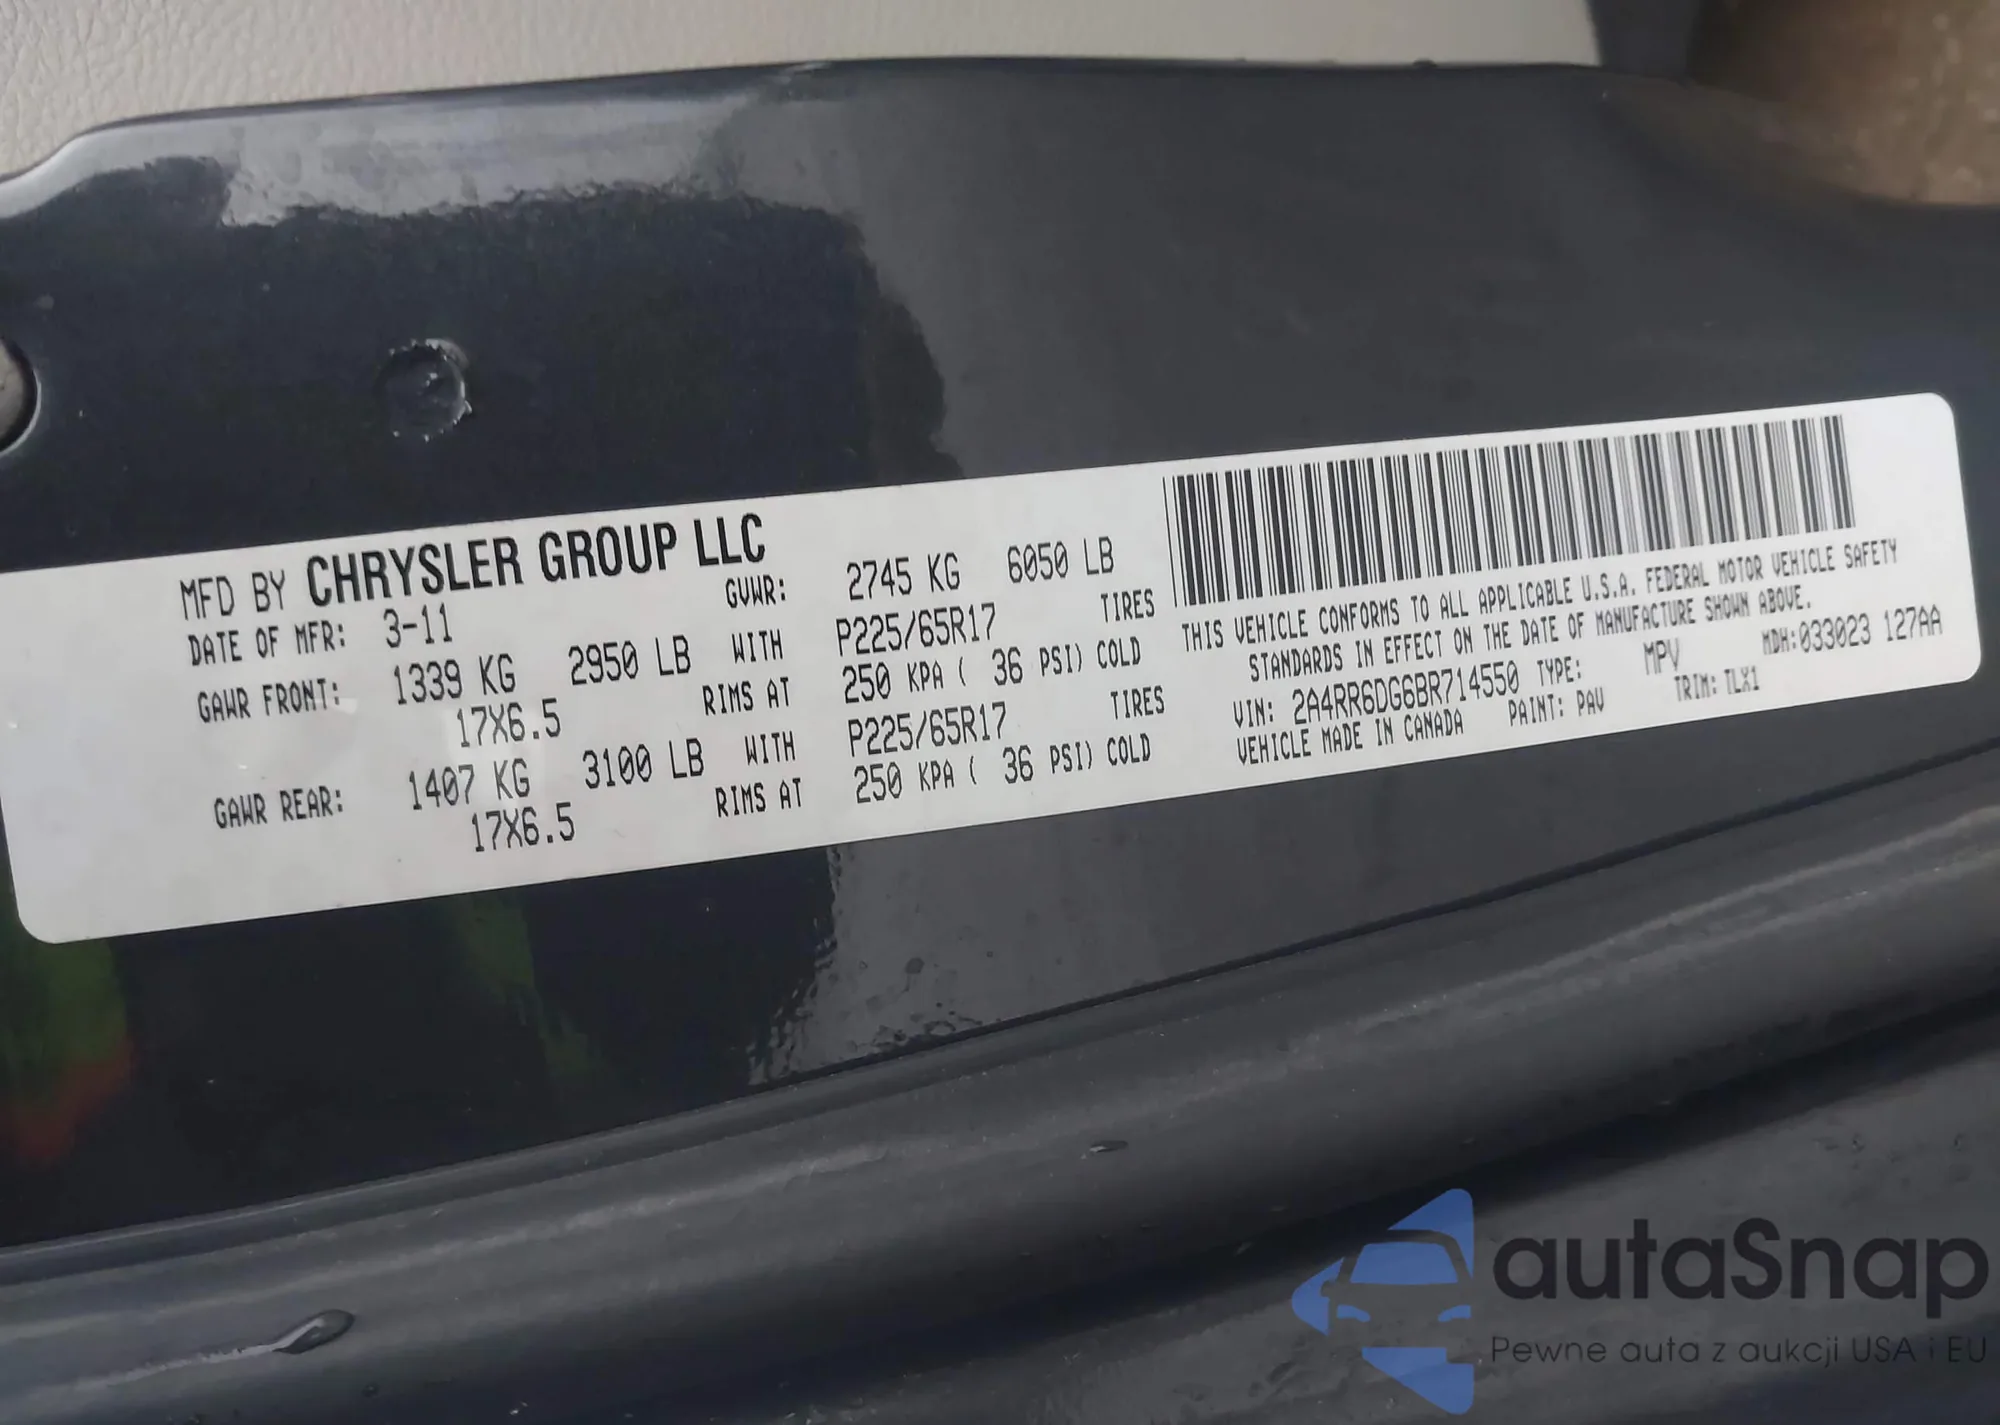 MFD BY CHRYSLER GROUP LLC
DATE OF MFR: 3-11 GVWR: 2745 KG 6050 LB
GAWR FRONT: 1339 KG 2950 LB WITH P225/65R17 TIRES
17X6.5 RIMS AT 250 KPA ( 36 PSI) COLD
GAWR REAR: 1407 KG 3100 LB WITH P225/65R17 TIRES
17X6.5 RIMS AT 250 KPA ( 36 PSI) COLD
THIS VEHICLE CONFORMS TO ALL APPLICABLE U.S.A. FEDERAL MOTOR VEHICLE SAFETY
STANDARDS IN EFFECT ON THE DATE OF MANUFACTURE SHOWN ABOVE.
VIN: 2A4RR6DG6BR714550 TYPE: MPV MDH:033023 127AA
VEHICLE MADE IN CANADA PAINT: PAV TRIM: TLX1
autaSnap
Pewne auta z aukcji USA i EU